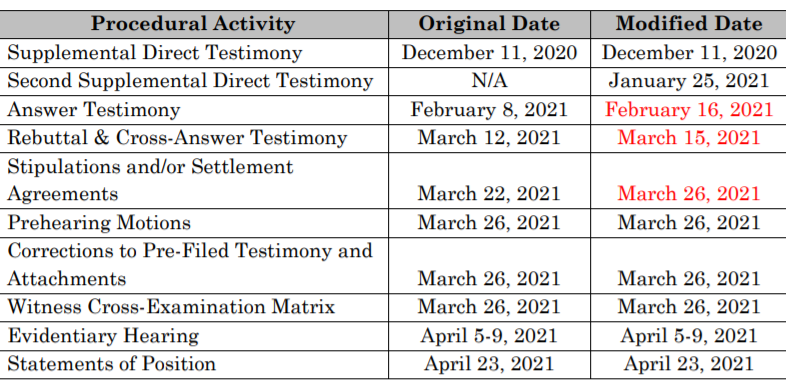 Procedural Activity Original Date Modified Date
Supplemental Direct Testimony December 11, 2020 December 11, 2020
Second Supplemental Direct Testimony N/A January 25, 2021
Answer Testimony February 8, 2021 February 16, 2021
Rebuttal & Cross-Answer Testimony March 12, 2021 March 15, 2021
Stipulations and/or Settlement
Agreements March 22, 2021 March 26, 2021
Prehearing Motions March 26, 2021 March 26, 2021
Corrections to Pre-Filed Testimony and
Attachments March 26, 2021 March 26, 2021
Witness Cross-Examination Matrix March 26, 2021 March 26, 2021
Evidentiary Hearing April 5-9, 2021 April 5-9, 2021
Statements of Position April 23, 2021 April 23, 2021